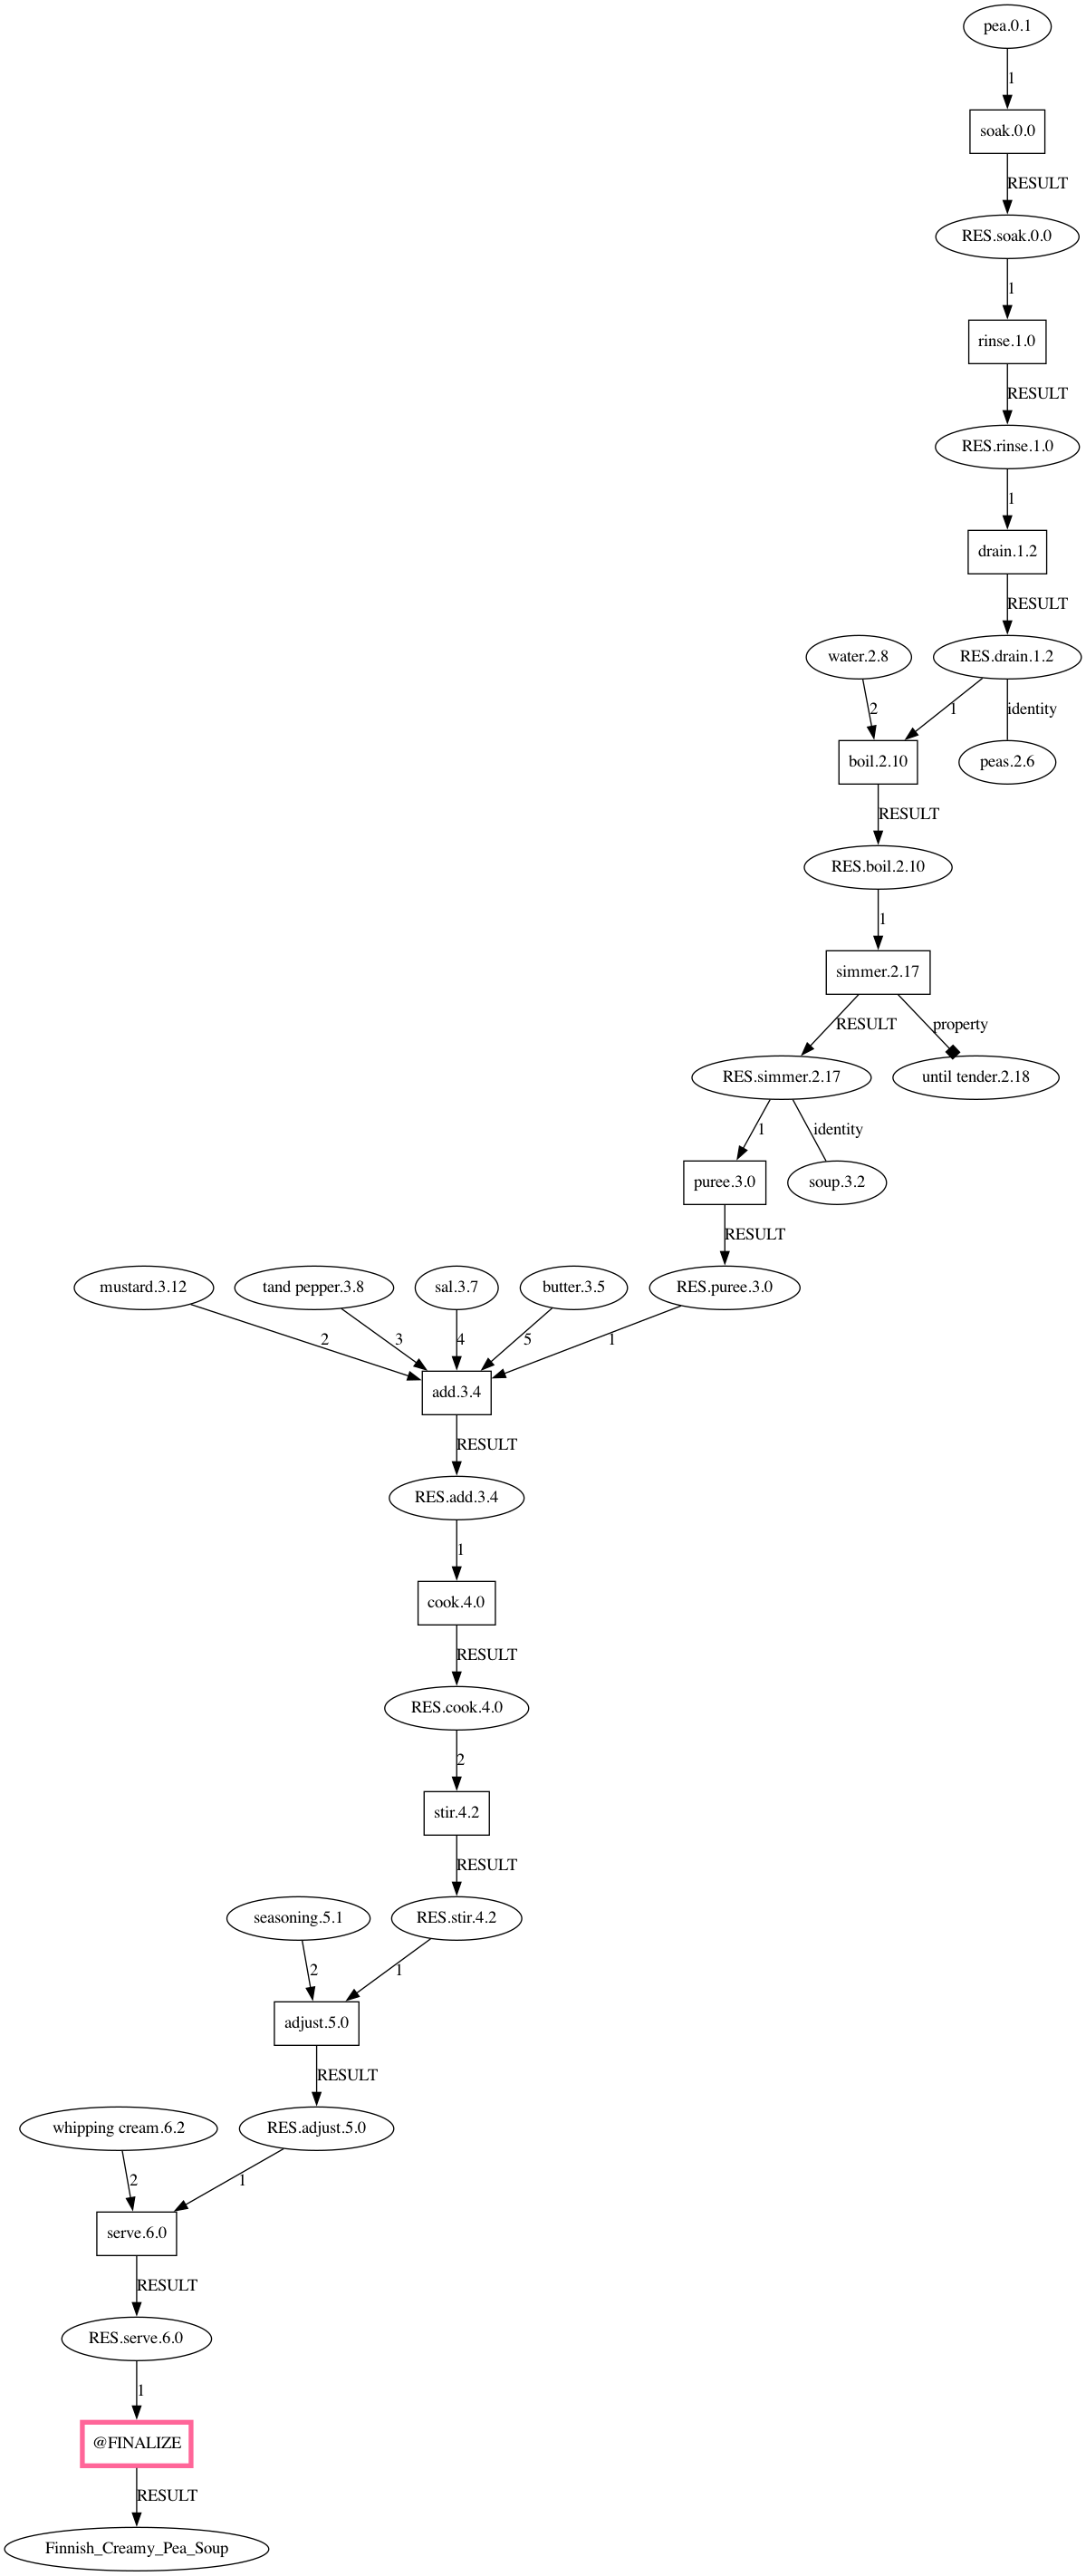 pea.0.1
1
soak.0.0
RESULT
RES.soak.0.0
1
rinse.1.0
RESULT
RES.rinse.1.0
1
drain.1.2
RESULT
water.2.8
RES.drain.1.2
2
1
identity
boil.2.10
peas.2.6
RESULT
RES.boil.2.10
1
simmer.2.17
RESULT
property
RES.simmer.2.17
until tender.2.18
1
identity
puree.3.0
soup.3.2
RESULT
mustard.3.12
tand pepper.3.8
sal.3.7
butter.3.5
RES.puree.3.0
2
3
4
5
1
add.3.4
RESULT
RES.add.3.4
1
cook.4.0
RESULT
RES.cook.4.0
2
stir.4.2
RESULT
seasoning.5.1
RES.stir.4.2
2
1
adjust.5.0
RESULT
whipping cream.6.2
RES.adjust.5.0
2
1
serve.6.0
RESULT
RES.serve.6.0
1
@FINALIZE
RESULT
Finnish_Creamy_Pea_Soup